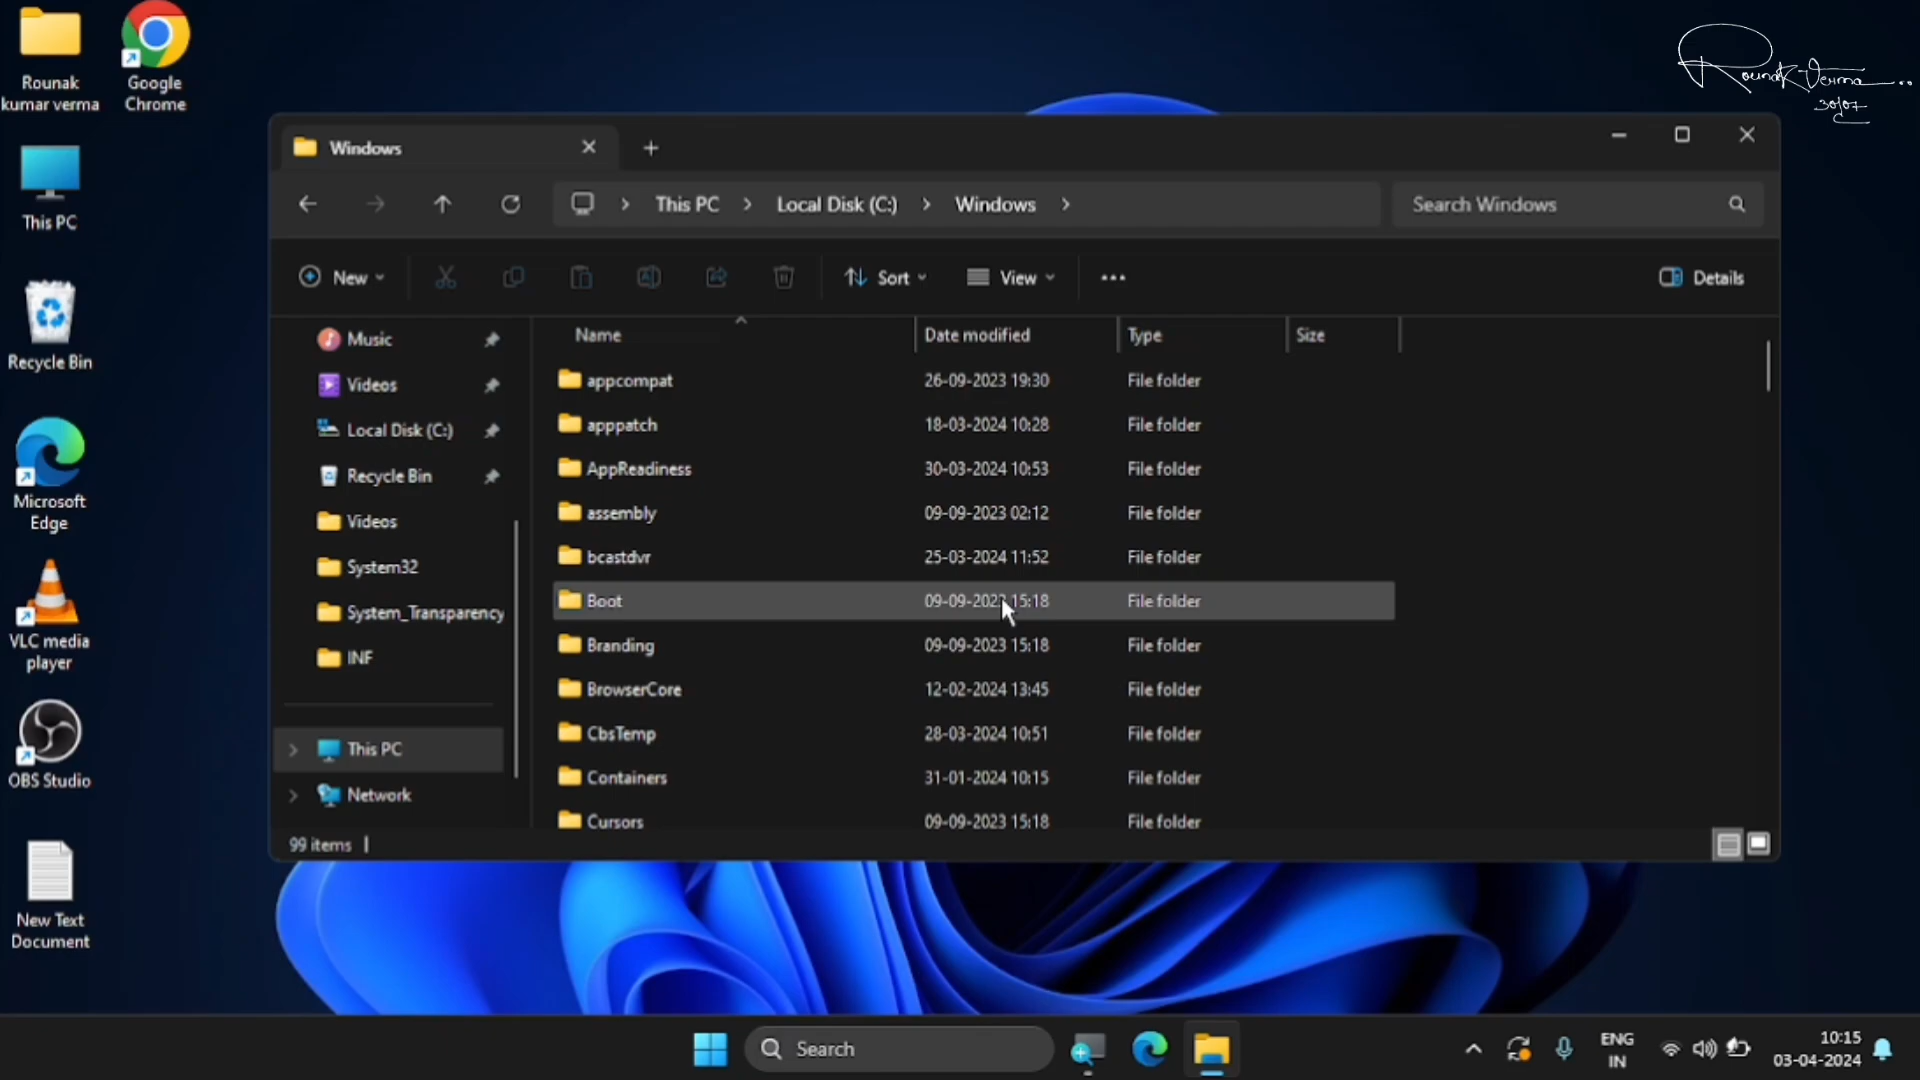 Rounak
kumar verma
Google
Chrome
This PC
Recycle Bin
Microsoft
Edge
VLC media
player
OBS Studio
New Text
Document
Rounak Verma
30/07
Windows
This PC > Local Disk (C:) > Windows >
Search Windows
New
Sort
View
Details
Music
Videos
Local Disk (C:)
Recycle Bin
Videos
System32
System_Transparency
INF
This PC
Network
Name Date modified Type Size
appcompat 26-09-2023 19:30 File folder
apppatch 18-03-2024 10:28 File folder
AppReadiness 30-03-2024 10:53 File folder
assembly 09-09-2023 02:12 File folder
bcastdvr 25-03-2024 11:52 File folder
Boot 09-09-2023 15:18 File folder
Branding 09-09-2023 15:18 File folder
BrowserCore 12-02-2024 13:45 File folder
CbsTemp 28-03-2024 10:51 File folder
Containers 31-01-2024 10:15 File folder
Cursors 09-09-2023 15:18 File folder
99 items
Search
ENG
IN
10:15
03-04-2024